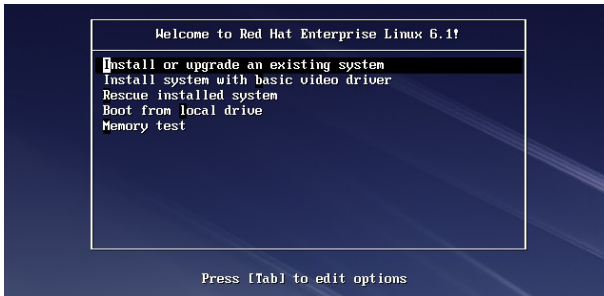 Welcome to Red Hat Enterprise Linux 6.1!
Install or upgrade an existing system
Install system with basic video driver
Rescue installed system
Boot from local drive
Memory test
Press [Tab] to edit options